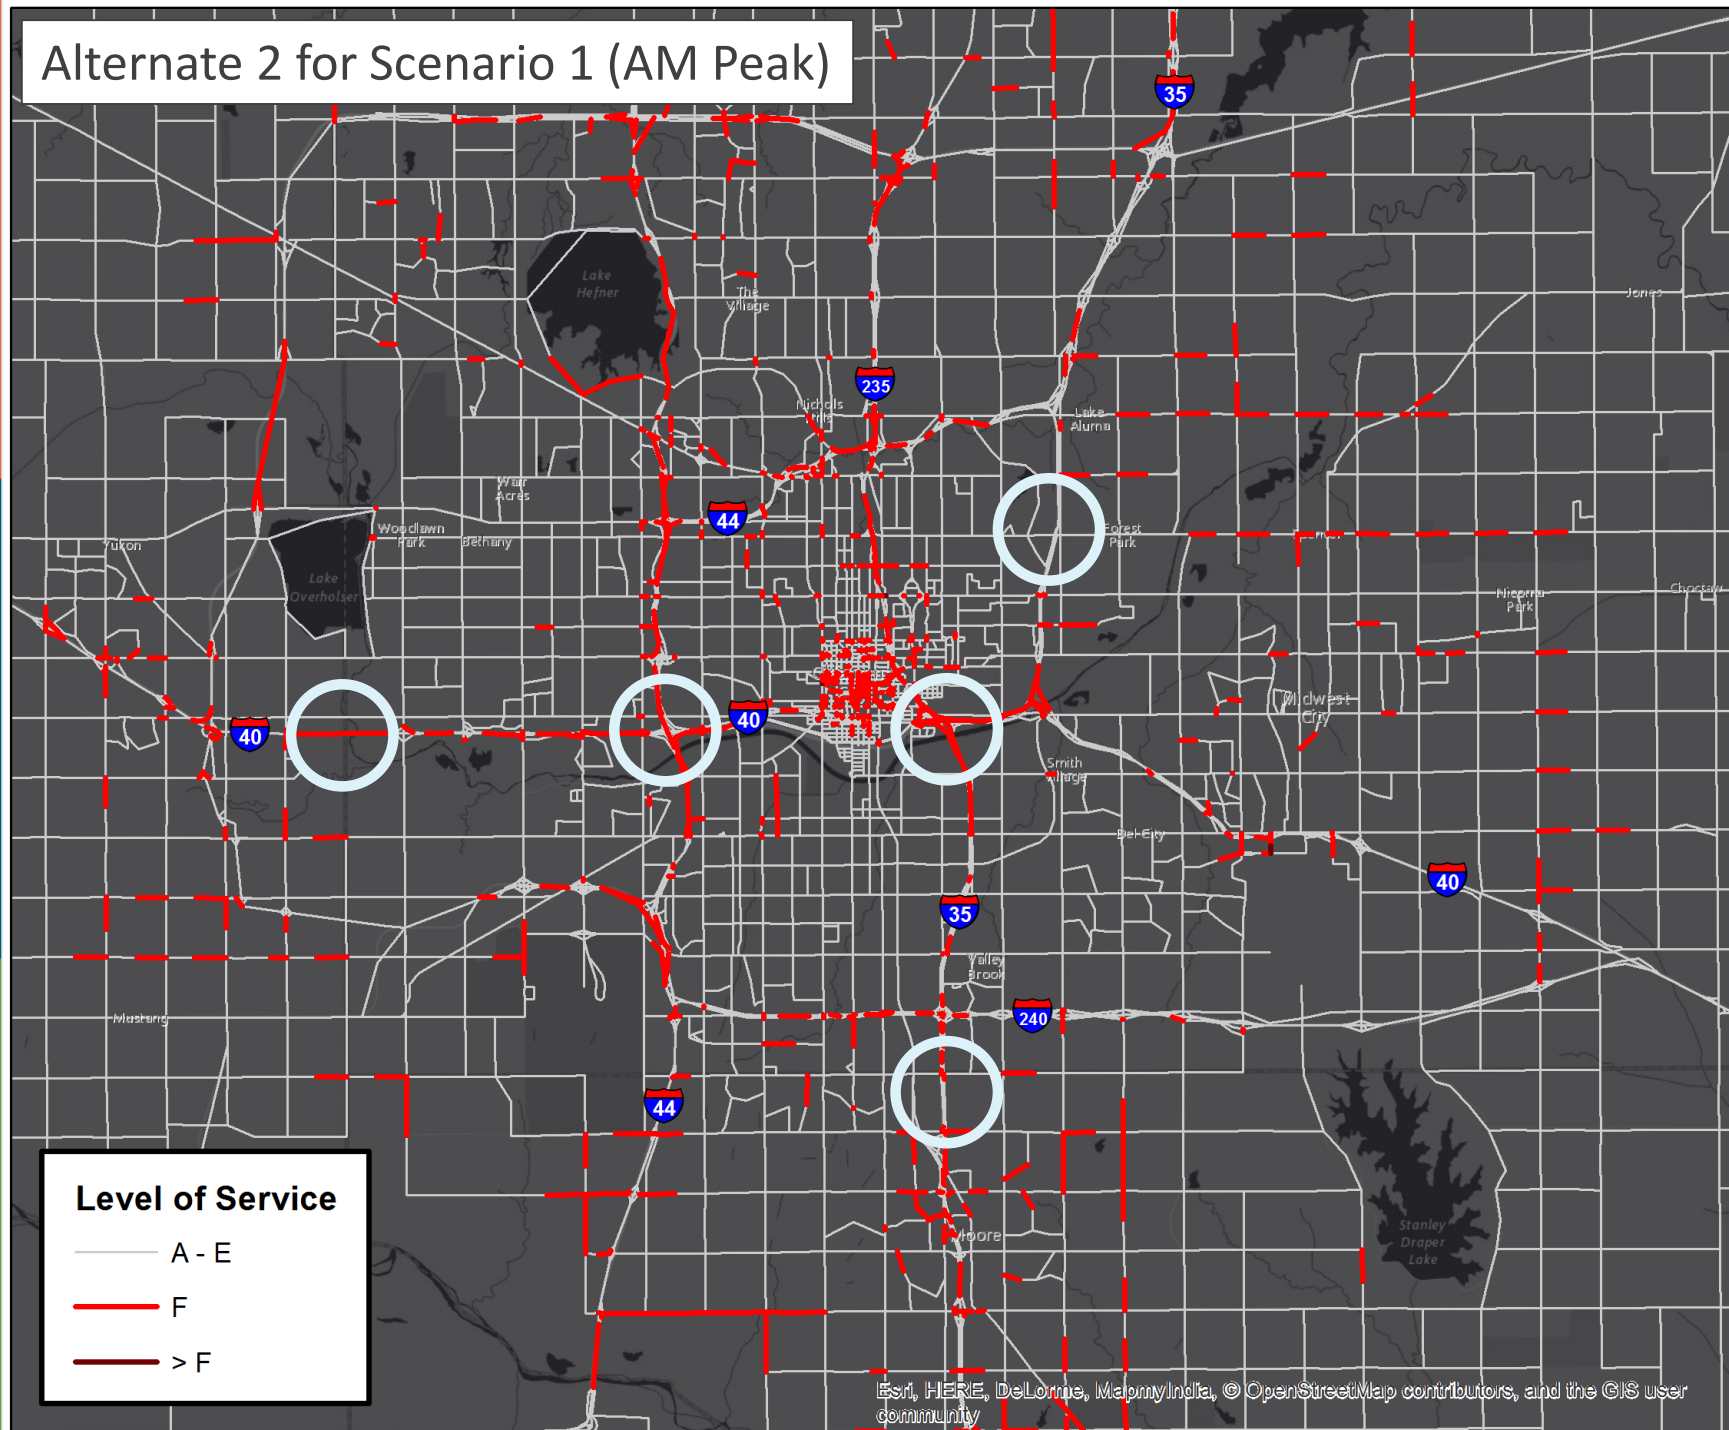 Alternate 2 for Scenario 1 (AM Peak)
35
Lake
Hefner
The
Village
Jones
235
Nichols
Hills
Lake
Aluma
Warr
Acres
44
Woodlawn
Park
Bethany
Yukon
Forest
Park
Lake
Overholser
Nicoma
Park
Choctaw
Midwest
City
40
40
Smith
Village
Del City
40
35
Valley
Brook
240
Mustang
44
Moore
Stanley
Draper
Lake
Level of Service
A - E
F
> F
Esri, HERE, DeLorme, MapmyIndia, © OpenStreetMap contributors, and the GIS user
community